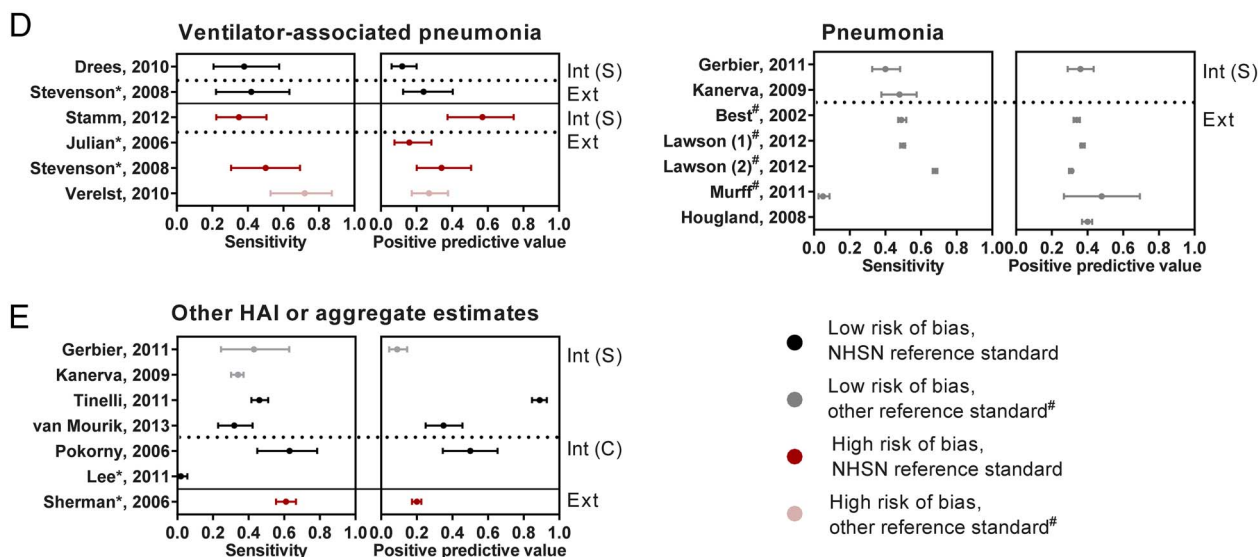 D
Ventilator-associated pneumonia
Drees, 2010
Stevenson*, 2008
Stamm, 2012
Julian*, 2006
Stevenson*, 2008
Verelst, 2010
Int (S)
Ext
Int (S)
Ext
0.0 0.2 0.4 0.6 0.8 1.0
Sensitivity
0.0 0.2 0.4 0.6 0.8 1.0
Positive predictive value
Pneumonia
Gerbier, 2011
Kanerva, 2009
Best#, 2002
Lawson (1)#, 2012
Lawson (2)#, 2012
Murff#, 2011
Hougland, 2008
Int (S)
Ext
0.0 0.2 0.4 0.6 0.8 1.0
Sensitivity
0.0 0.2 0.4 0.6 0.8 1.0
Positive predictive value
E
Other HAI or aggregate estimates
Gerbier, 2011
Kanerva, 2009
Tinelli, 2011
van Mourik, 2013
Pokorny, 2006
Lee*, 2011
Sherman*, 2006
Int (S)
Int (C)
Ext
0.0 0.2 0.4 0.6 0.8 1.0
Sensitivity
0.0 0.2 0.4 0.6 0.8 1.0
Positive predictive value
Low risk of bias,
NHSN reference standard
Low risk of bias,
other reference standard#
High risk of bias,
NHSN reference standard
High risk of bias,
other reference standard#